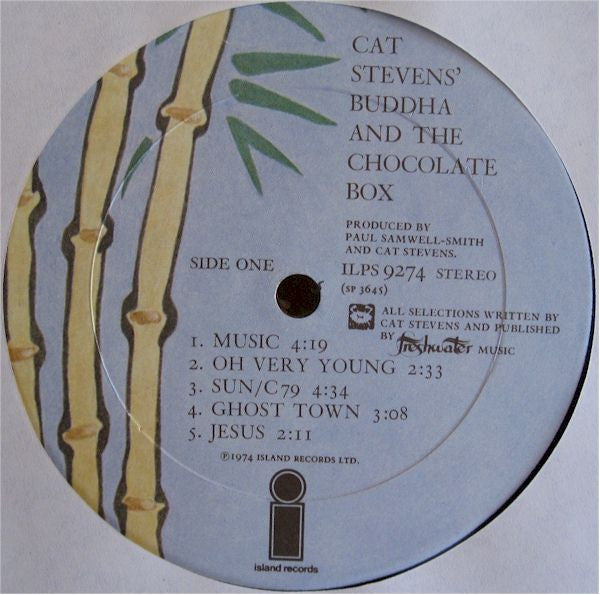 CAT
STEVENS'
BUDDHA
AND THE
CHOCOLATE
BOX
PRODUCED BY
PAUL SAMWELL-SMITH
AND CAT STEVENS.
SIDE ONE
ILPS 9274 STEREO
(SP 3645)
ALL SELECTIONS WRITTEN BY
CAT STEVENS AND PUBLISHED
BY freshwater MUSIC
1. MUSIC 4:19
2. OH VERY YOUNG 2:33
3. SUN/C79 4:34
4. GHOST TOWN 3:08
5. JESUS 2:11
℗1974 ISLAND RECORDS LTD.
island records